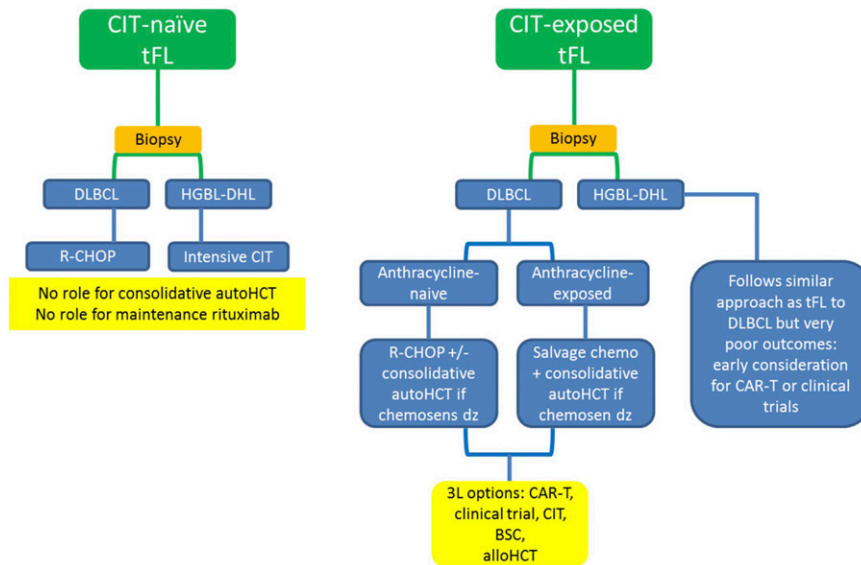 CIT-naïve
tFL
Biopsy
DLBCL
HGBL-DHL
R-CHOP
Intensive CIT
No role for consolidative autoHCT
No role for maintenance rituximab
CIT-exposed
tFL
Biopsy
DLBCL
HGBL-DHL
Anthracycline-
naive
Anthracycline-
exposed
R-CHOP +/-
consolidative
autoHCT if
chemosens dz
Salvage chemo
+ consolidative
autoHCT if
chemosen dz
Follows similar
approach as tFL to
DLBCL but very
poor outcomes:
early consideration
for CAR-T or clinical
trials
3L options: CAR-T,
clinical trial, CIT,
BSC,
alloHCT